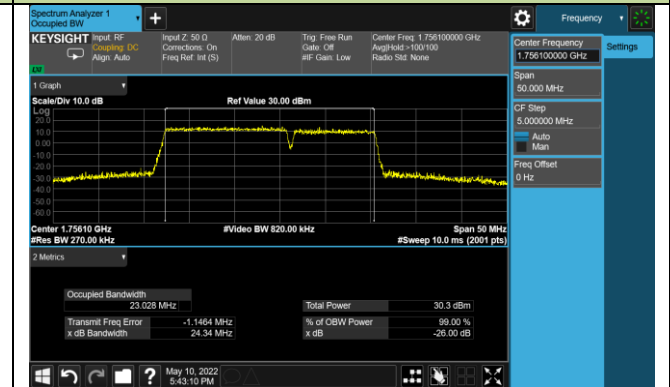 Spectrum Analyzer 1
Occupied BW
Frequency
KEYSIGHT
Input: RF
Coupling: DC
Align: Auto
Input Z: 50 Ω
Corrections: On
Freq Ref: Int (S)
Atten: 20 dB
Trig: Free Run
Gate: Off
#IF Gain: Low
Center Freq: 1.756100000 GHz
Avg|Hold:>100/100
Radio Std: None
1 Graph
Scale/Div 10.0 dB
Ref Value 30.00 dBm
Log
20.0
10.0
0.00
-10.0
-20.0
-30.0
-40.0
-50.0
-60.0
Center 1.75610 GHz
#Video BW 820.00 kHz
Span 50 MHz
#Res BW 270.00 kHz
#Sweep 10.0 ms (2001 pts)
2 Metrics
Occupied Bandwidth
23.028 MHz
Total Power 30.3 dBm
Transmit Freq Error -1.1464 MHz
% of OBW Power 99.00 %
x dB Bandwidth 24.34 MHz
x dB -26.00 dB
May 10, 2022
5:43:10 PM
Center Frequency
1.756100000 GHz
Settings
Span
50.000 MHz
CF Step
5.000000 MHz
Auto
Man
Freq Offset
0 Hz